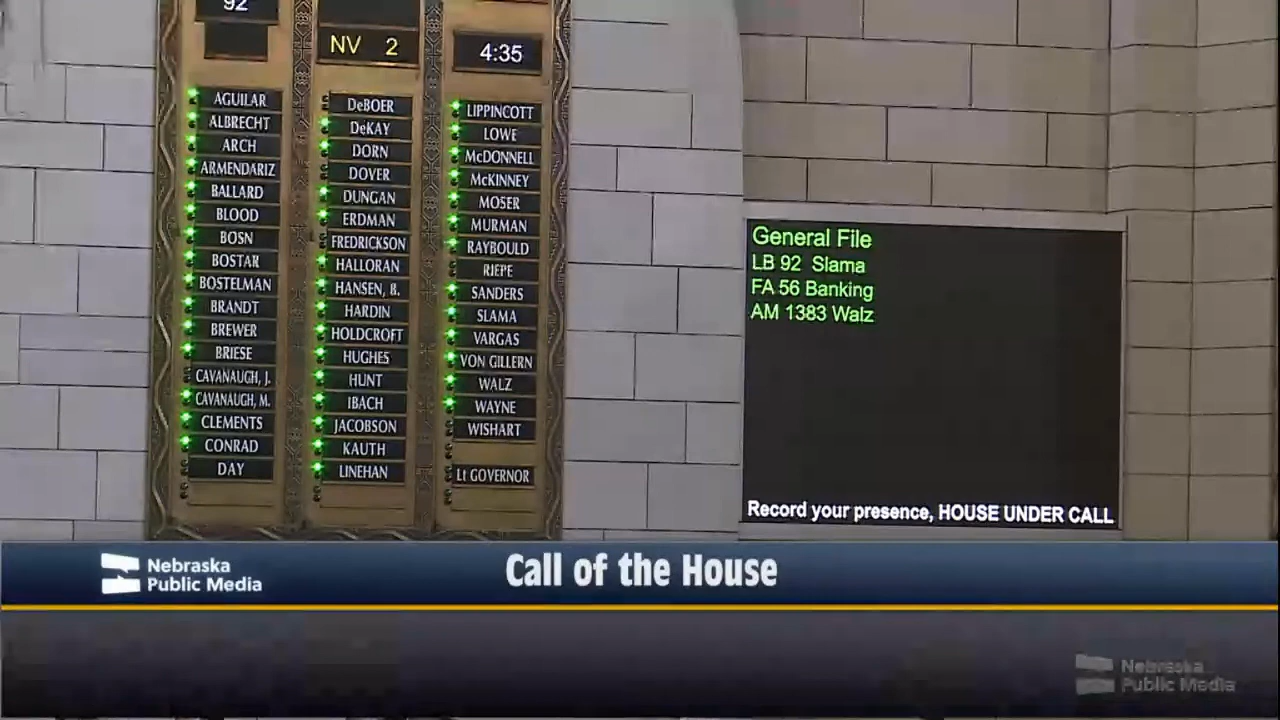 92
NV 2
4:35
AGUILAR
ALBRECHT
ARCH
ARMENDARIZ
BALLARD
BLOOD
BOSN
BOSTAR
BOSTELMAN
BRANDT
BREWER
BRIESE
CAVANAUGH, J.
CAVANAUGH, M.
CLEMENTS
CONRAD
DAY
DeBOER
DeKAY
DORN
DOVER
DUNGAN
ERDMAN
FREDRICKSON
HALLORAN
HANSEN, B.
HARDIN
HOLDCROFT
HUGHES
HUNT
IBACH
JACOBSON
KAUTH
LINEHAN
LIPPINCOTT
LOWE
McDONNELL
McKINNEY
MOSER
MURMAN
RAYBOULD
RIEPE
SANDERS
SLAMA
VARGAS
VON GILLERN
WALZ
WAYNE
WISHART
Lt GOVERNOR
General File
LB 92 Slama
FA 56 Banking
AM 1383 Walz
Record your presence, HOUSE UNDER CALL
Nebraska
Public Media
Call of the House
Nebraska
Public Media